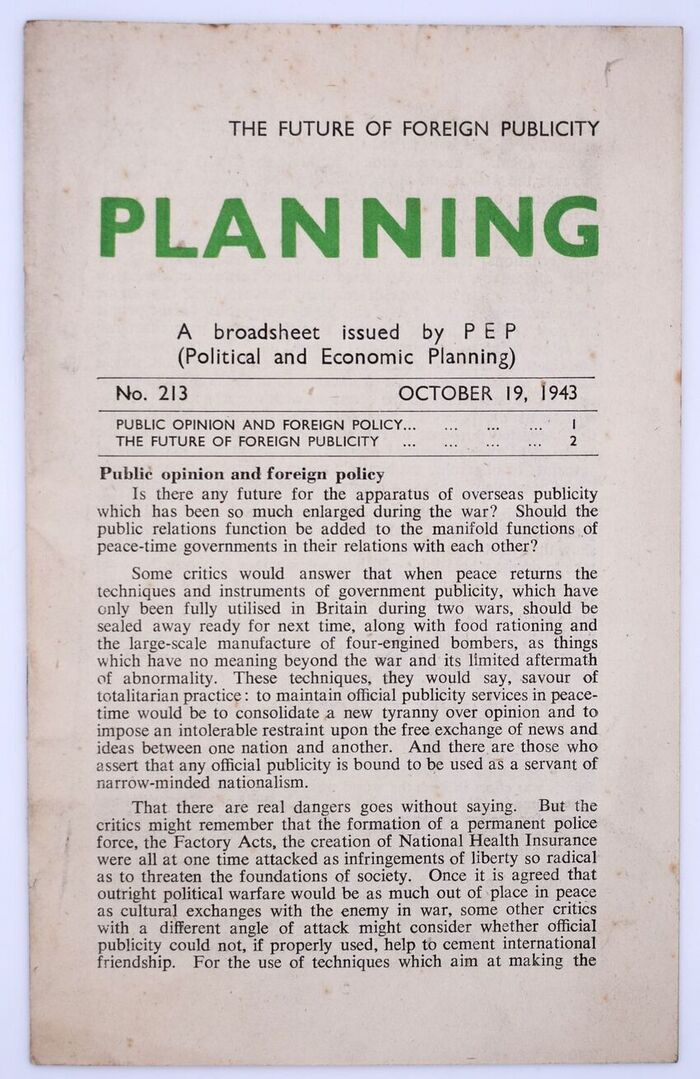 THE FUTURE OF FOREIGN PUBLICITY
PLANNING
A broadsheet issued by P E P
(Political and Economic Planning)
No. 213 OCTOBER 19, 1943
PUBLIC OPINION AND FOREIGN POLICY... ... ... ... 1
THE FUTURE OF FOREIGN PUBLICITY ... ... ... ... 2
Public opinion and foreign policy
Is there any future for the apparatus of overseas publicity
which has been so much enlarged during the war? Should the
public relations function be added to the manifold functions of
peace-time governments in their relations with each other?
Some critics would answer that when peace returns the
techniques and instruments of government publicity, which have
only been fully utilised in Britain during two wars, should be
sealed away ready for next time, along with food rationing and
the large-scale manufacture of four-engined bombers, as things
which have no meaning beyond the war and its limited aftermath
of abnormality. These techniques, they would say, savour of
totalitarian practice: to maintain official publicity services in peace-
time would be to consolidate a new tyranny over opinion and to
impose an intolerable restraint upon the free exchange of news and
ideas between one nation and another. And there are those who
assert that any official publicity is bound to be used as a servant of
narrow-minded nationalism.
That there are real dangers goes without saying. But the
critics might remember that the formation of a permanent police
force, the Factory Acts, the creation of National Health Insurance
were all at one time attacked as infringements of liberty so radical
as to threaten the foundations of society. Once it is agreed that
outright political warfare would be as much out of place in peace
as cultural exchanges with the enemy in war, some other critics
with a different angle of attack might consider whether official
publicity could not, if properly used, help to cement international
friendship. For the use of techniques which aim at making the